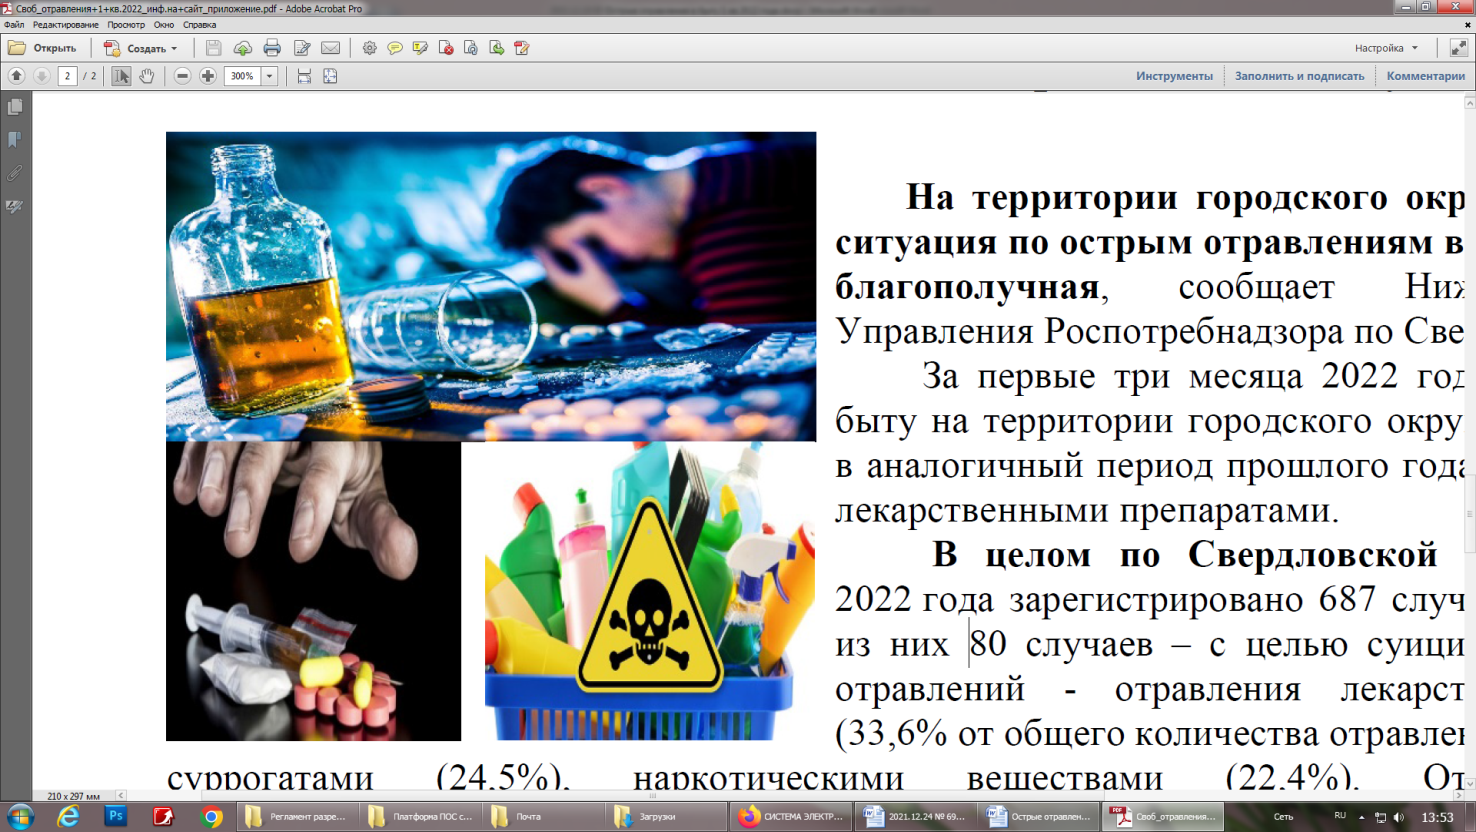 Своб_отравления+1+кв.2022_инф.на+сайт_приложение.pdf - Adobe Acrobat Pro
Файл Редактирование Просмотр Окно Справка
Открыть Создать Настройка
2 / 2 300% Инструменты Заполнить и подписать Комментарии
На территории городского окр
ситуация по острым отравлениям в
благополучная, сообщает Ниж
Управления Роспотребнадзора по Све
За первые три месяца 2022 год
быту на территории городского окру
в аналогичный период прошлого года
лекарственными препаратами.
В целом по Свердловской
2022 года зарегистрировано 687 случ
из них 80 случаев – с целью суици
отравлений - отравления лекарст
(33,6% от общего количества отравлен
суррогатами (24,5%), наркотическими веществами (22,4%). От
210 x 297 мм
Регламент разре... Платформа ПОС с... Почта Загрузки СИСТЕМА ЭЛЕКТР... 2021.12.24 № 69... Острые отравлен... Своб_отравления... Сеть RU 13:53